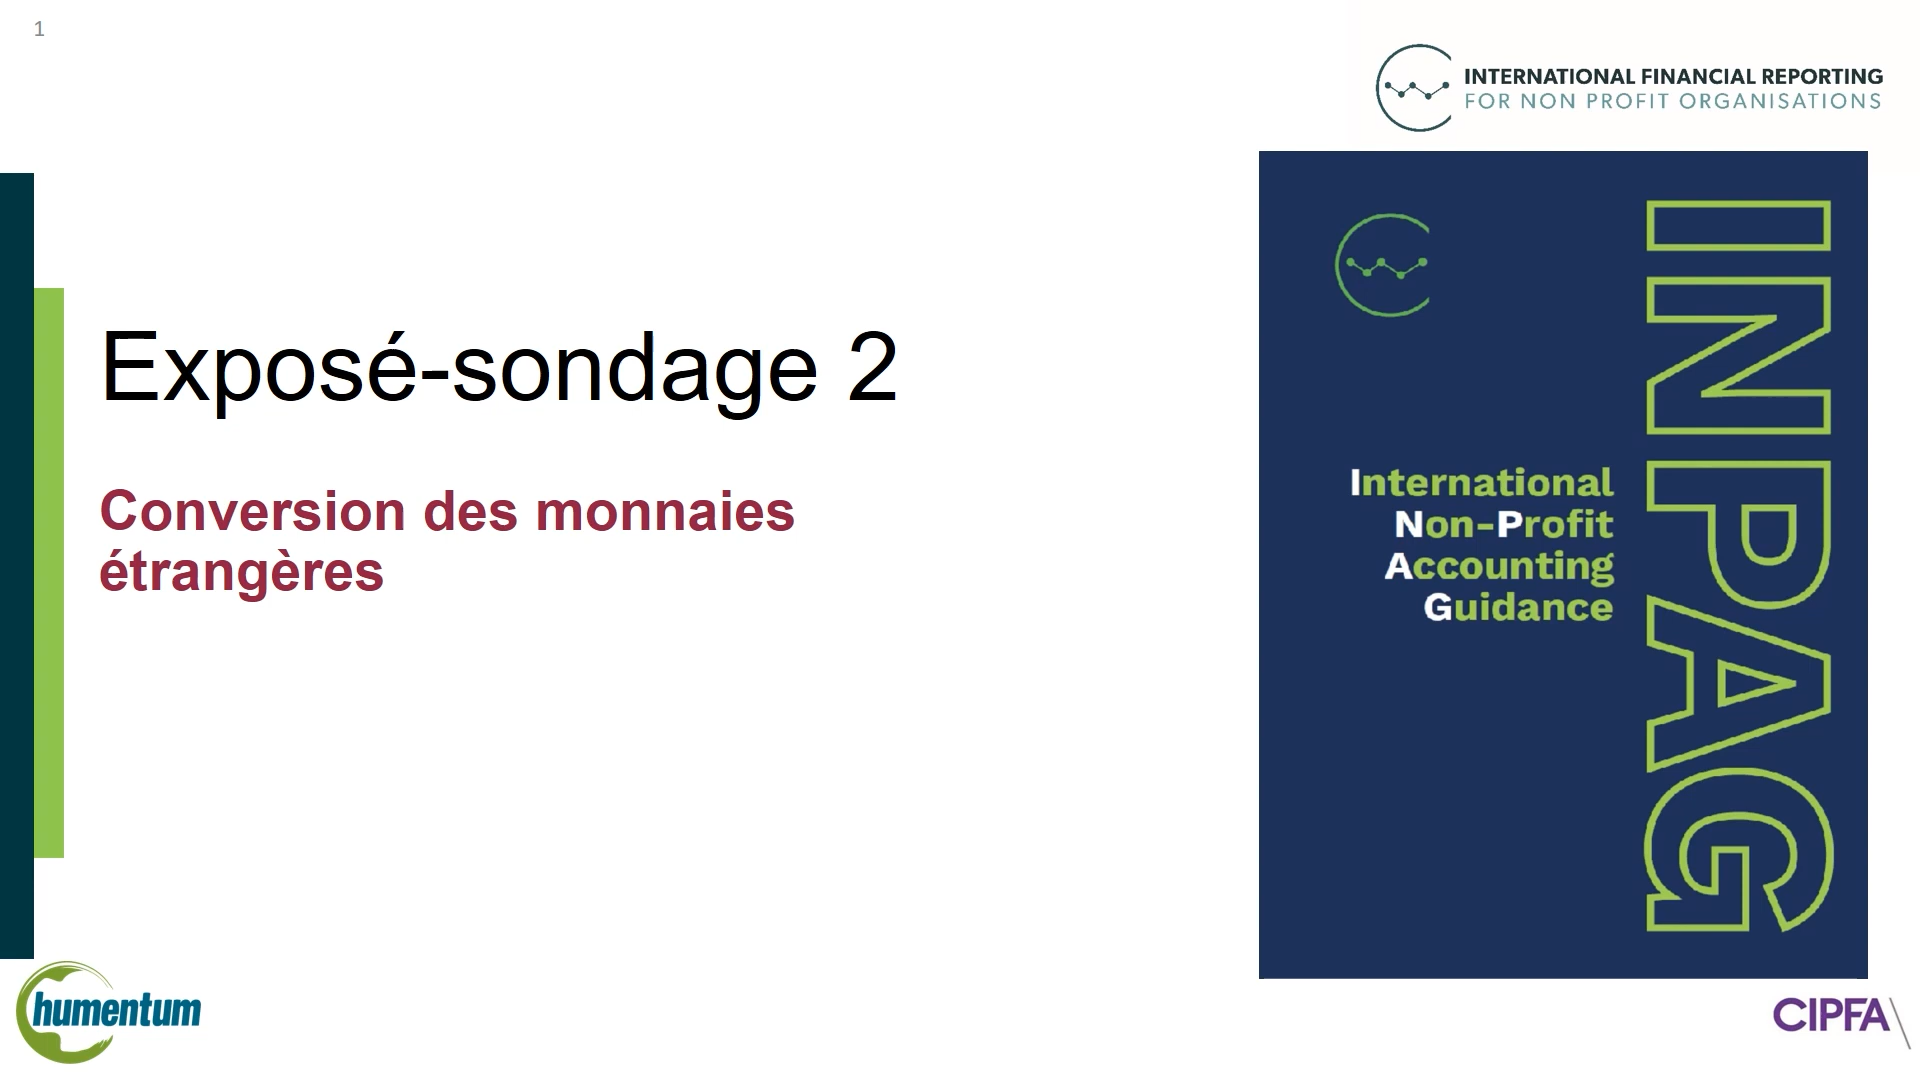 1
INTERNATIONAL FINANCIAL REPORTING
FOR NON PROFIT ORGANISATIONS
Exposé-sondage 2
Conversion des monnaies
étrangères
International
Non-Profit
Accounting
Guidance
INPAG
humentum
CIPFA